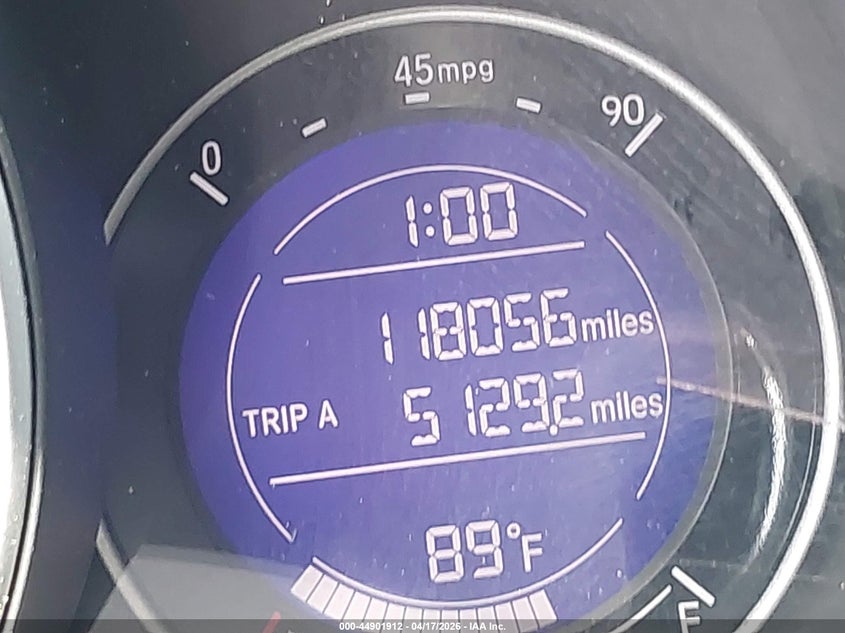 45mpg
0
90
1:00
118056 miles
TRIP A 5129.2 miles
89°F
F
000-44901912 - 04/17/2026 - IAA Inc.